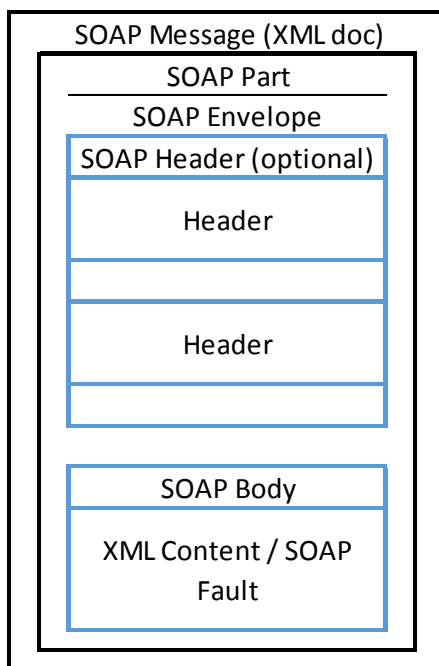 SOAP Message (XML doc)
SOAP Part
SOAP Envelope
SOAP Header (optional)
Header
Header
SOAP Body
XML Content / SOAP
Fault